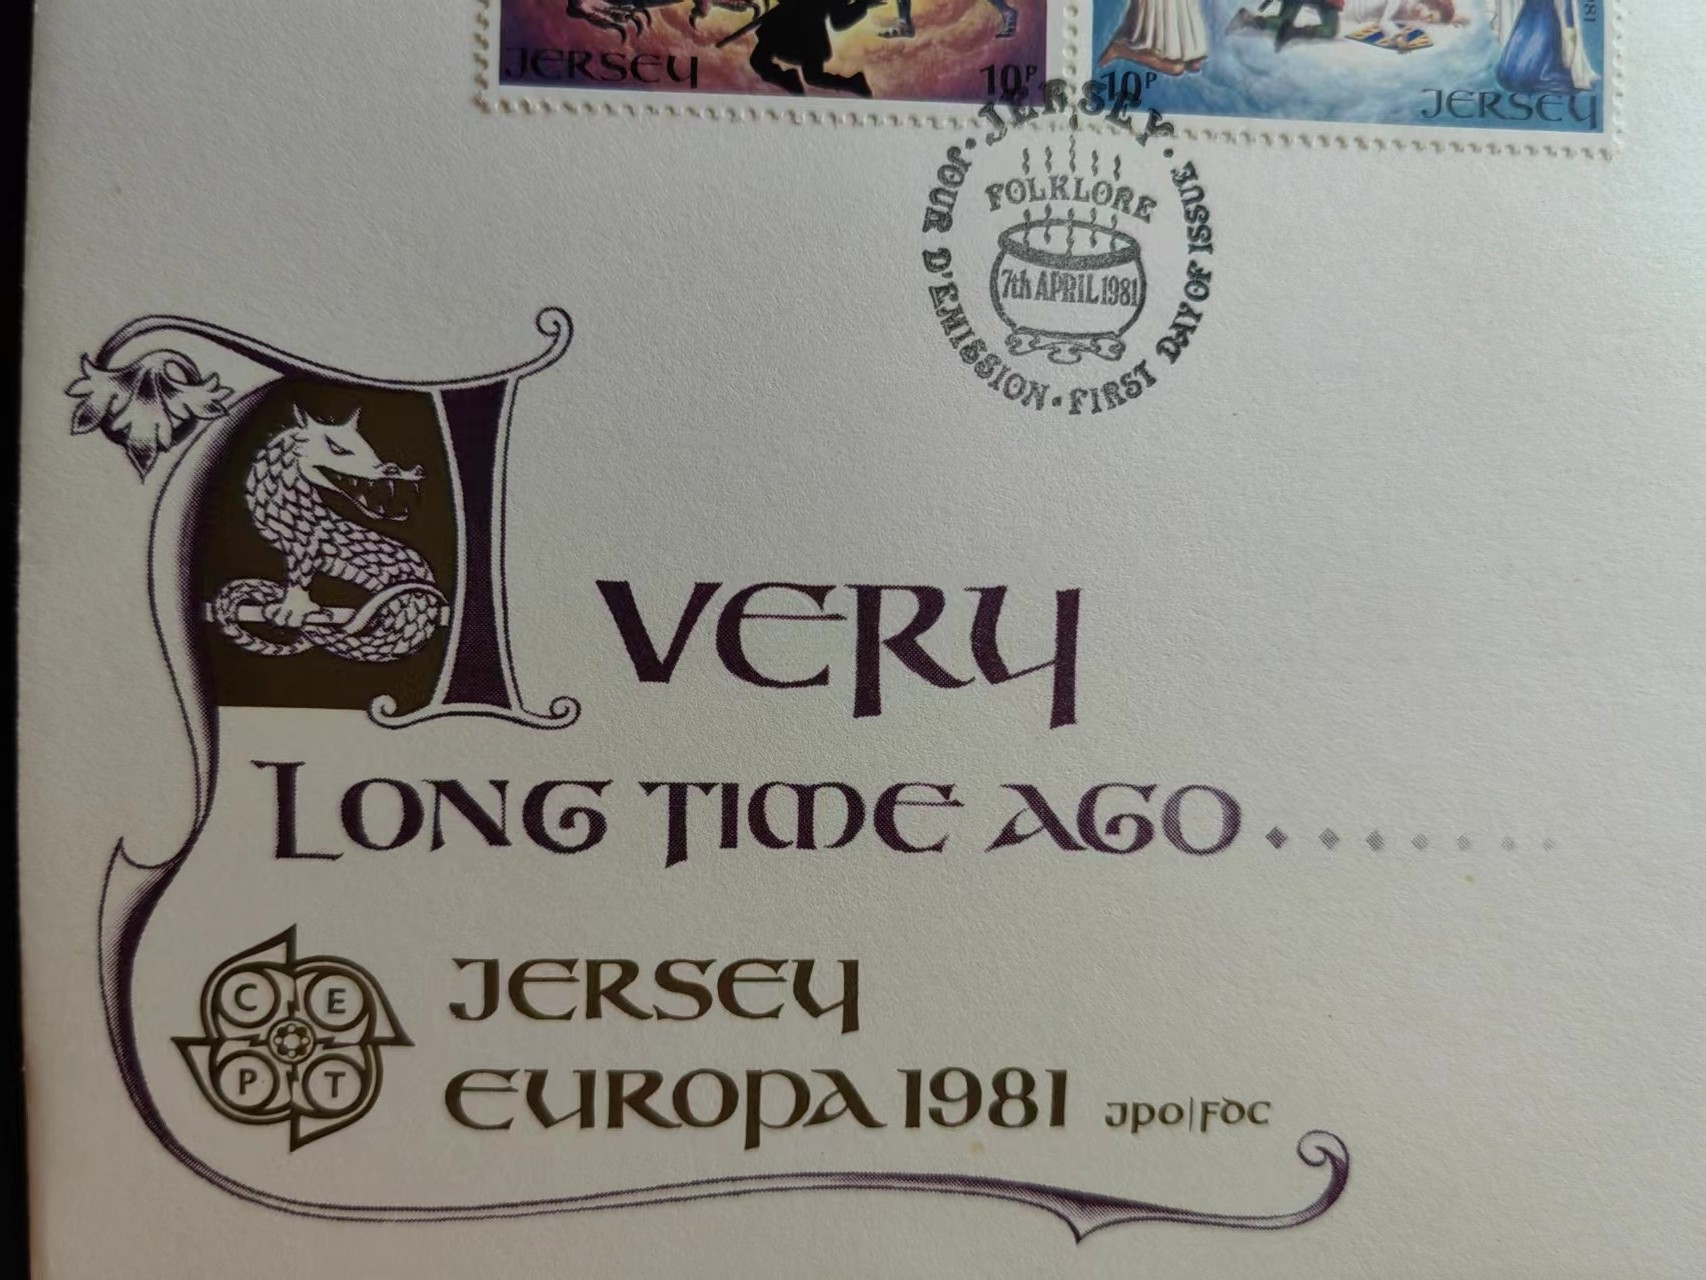 JERSEY 10P
10P JERSEY
1981
JERSEY
FOLKLORE
7th APRIL 1981
JOUR D'EMISSION · FIRST DAY OF ISSUE
A VERY
LONG TIME AGO........
C E
P T
JERSEY
EUROPA 1981 JPO|FDC